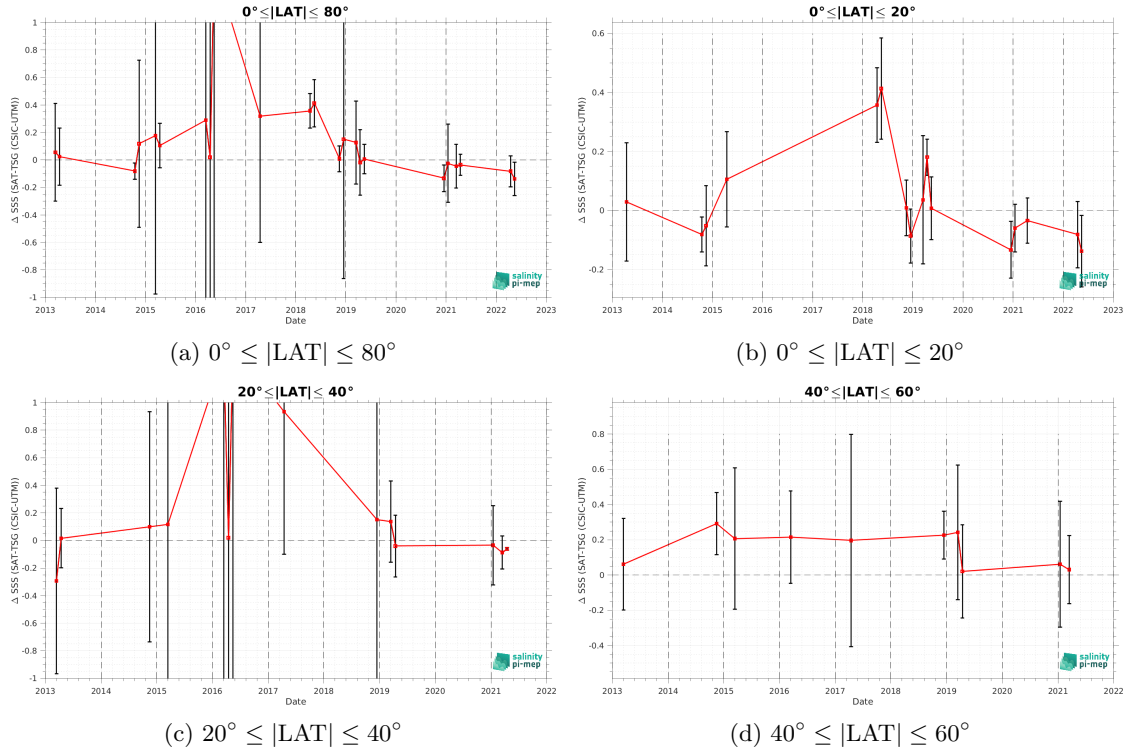 0°≤|LAT|≤ 80°
1
0.8
0.6
0.4
0.2
0
-0.2
-0.4
-0.6
-0.8
-1
Δ SSS (SAT-TSG (CSIC-UTM))
2013 2014 2015 2016 2017 2018 2019 2020 2021 2022 2023
Date
salinity
pi-mep
(a) 0° ≤ |LAT| ≤ 80°
0°≤|LAT|≤ 20°
0.6
0.4
0.2
0
-0.2
Δ SSS (SAT-TSG (CSIC-UTM))
2013 2014 2015 2016 2017 2018 2019 2020 2021 2022 2023
Date
salinity
pi-mep
(b) 0° ≤ |LAT| ≤ 20°
20°≤|LAT|≤ 40°
1
0.8
0.6
0.4
0.2
0
-0.2
-0.4
-0.6
-0.8
-1
Δ SSS (SAT-TSG (CSIC-UTM))
2013 2014 2015 2016 2017 2018 2019 2020 2021 2022
Date
salinity
pi-mep
(c) 20° ≤ |LAT| ≤ 40°
40°≤|LAT|≤ 60°
0.8
0.6
0.4
0.2
0
-0.2
-0.4
Δ SSS (SAT-TSG (CSIC-UTM))
2013 2014 2015 2016 2017 2018 2019 2020 2021 2022
Date
salinity
pi-mep
(d) 40° ≤ |LAT| ≤ 60°